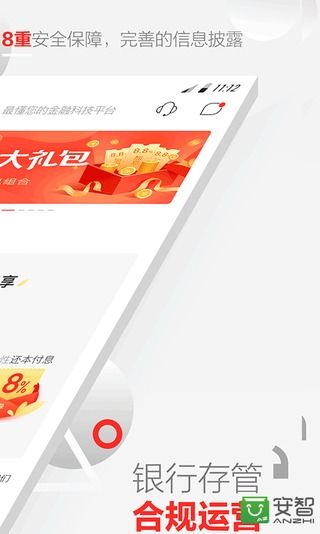 8重安全保障，完善的信息披露
11:12
最懂您的金融科技平台
大礼包
8.8%
组合
享
性还本付息
8%
们
银行存管
合规运营
安智
ANZHI